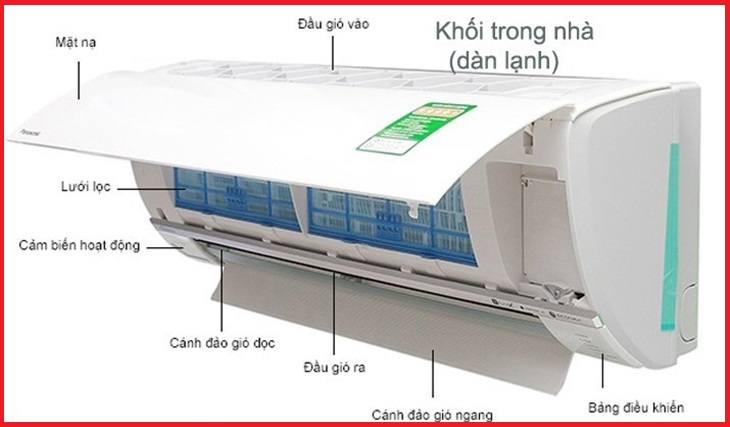 Đầu gió vào
Khối trong nhà
(dàn lạnh)
Mặt nạ
Panasonic
Lưới lọc
Cảm biến hoạt động
Cánh đảo gió dọc
Đầu gió ra
Cánh đảo gió ngang
Bảng điều khiển